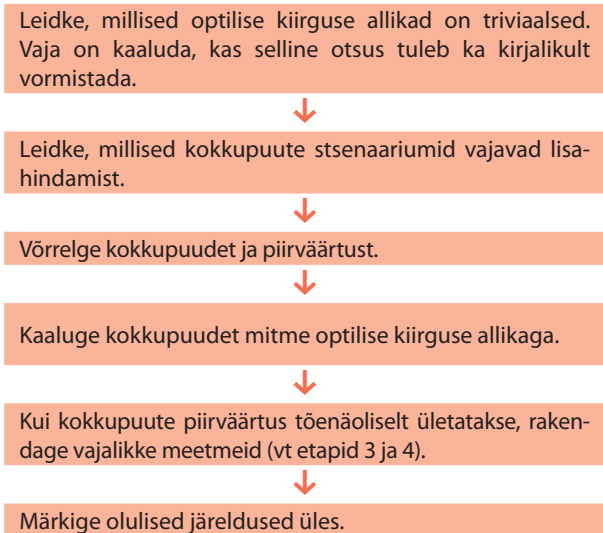 Leidke, millised optilise kiirguse allikad on triviaalsed.
Vaja on kaaluda, kas selline otsus tuleb ka kirjalikult
vormistada.
Leidke, millised kokkupuute stsenaariumid vajavad lisa-
hindamist.
Võrrelge kokkupuudet ja piirväärtust.
Kaaluge kokkupuudet mitme optilise kiirguse allikaga.
Kui kokkupuute piirväärtus tõenäoliselt ületatakse, raken-
dage vajalikke meetmeid (vt etapid 3 ja 4).
Märkige olulised järeldused üles.